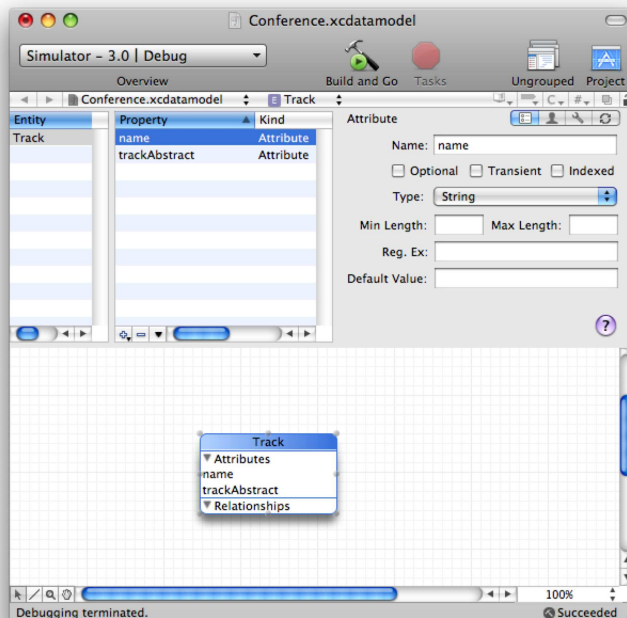 Conference.xcdatamodel
Simulator - 3.0 | Debug
Overview
Build and Go
Tasks
Ungrouped
Project
Conference.xcdatamodel
E Track
C
#
Entity
Track
Property
Kind
name
Attribute
trackAbstract
Attribute
Attribute
Name: name
Optional
Transient
Indexed
Type: String
Min Length:
Max Length:
Reg. Ex:
Default Value:
?
Track
Attributes
name
trackAbstract
Relationships
100%
Debugging terminated.
Succeeded